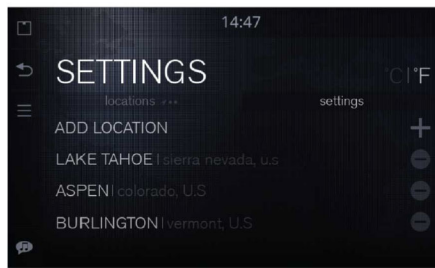 14:47
SETTINGS °C | °F
locations settings
ADD LOCATION
LAKE TAHOE | sierra nevada, u.s
ASPEN | colorado, U.S
BURLINGTON | vermont, U.S